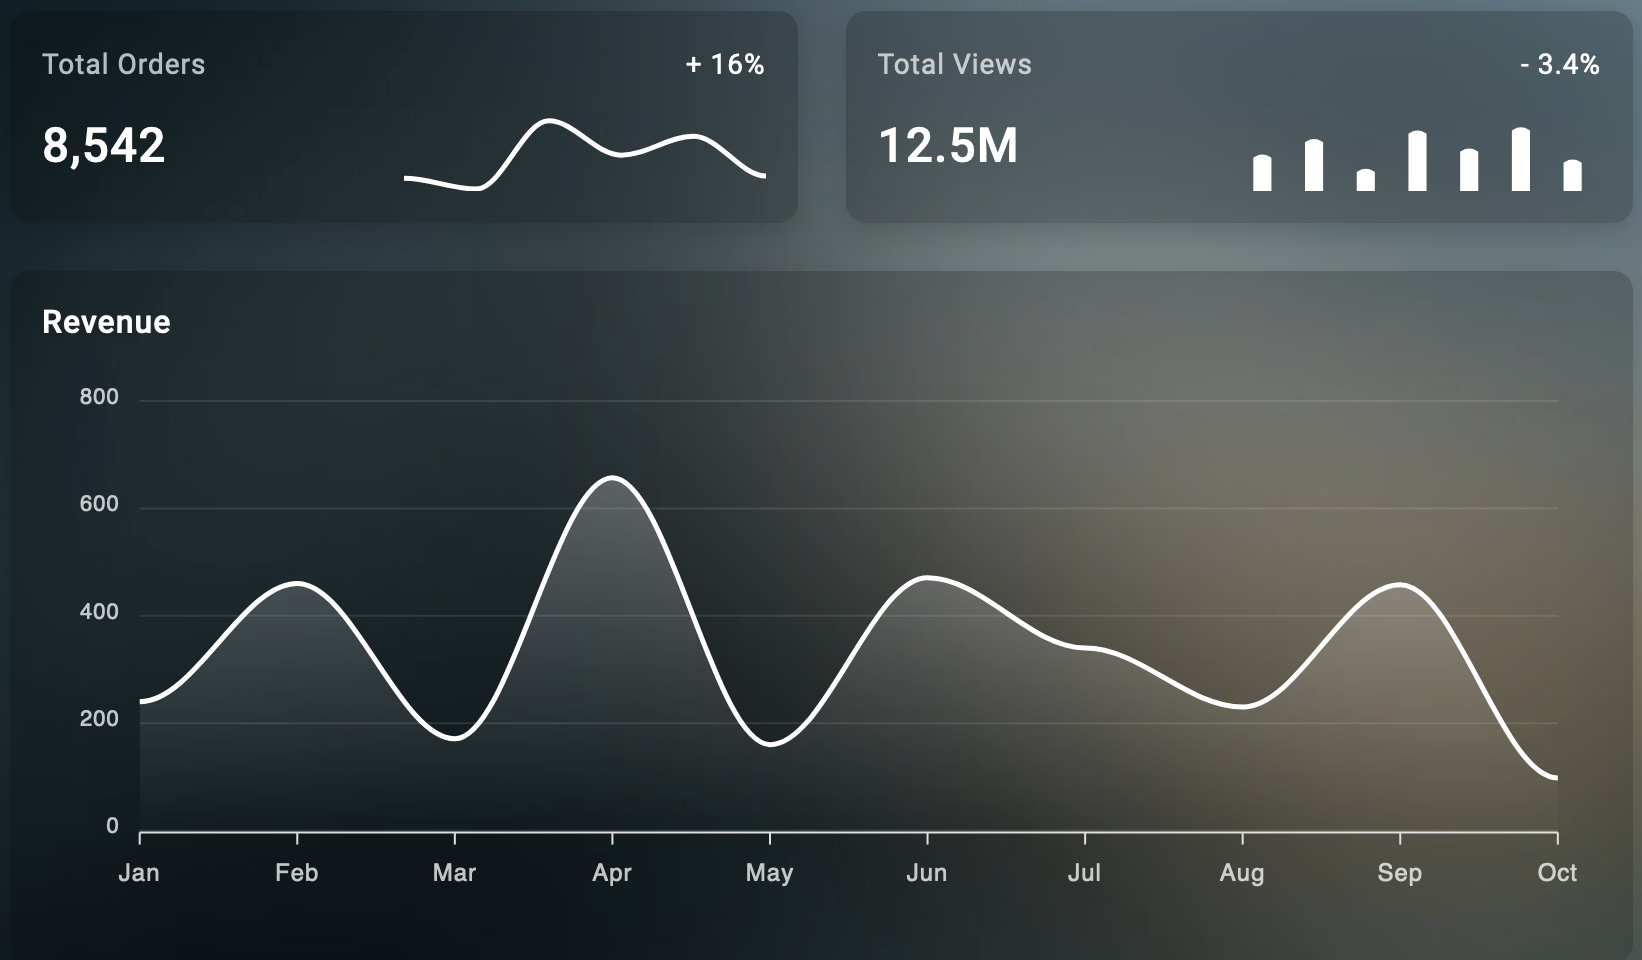 Total Orders + 16%
8,542
Total Views - 3.4%
12.5M
Revenue
800
600
400
200
0
Jan Feb Mar Apr May Jun Jul Aug Sep Oct